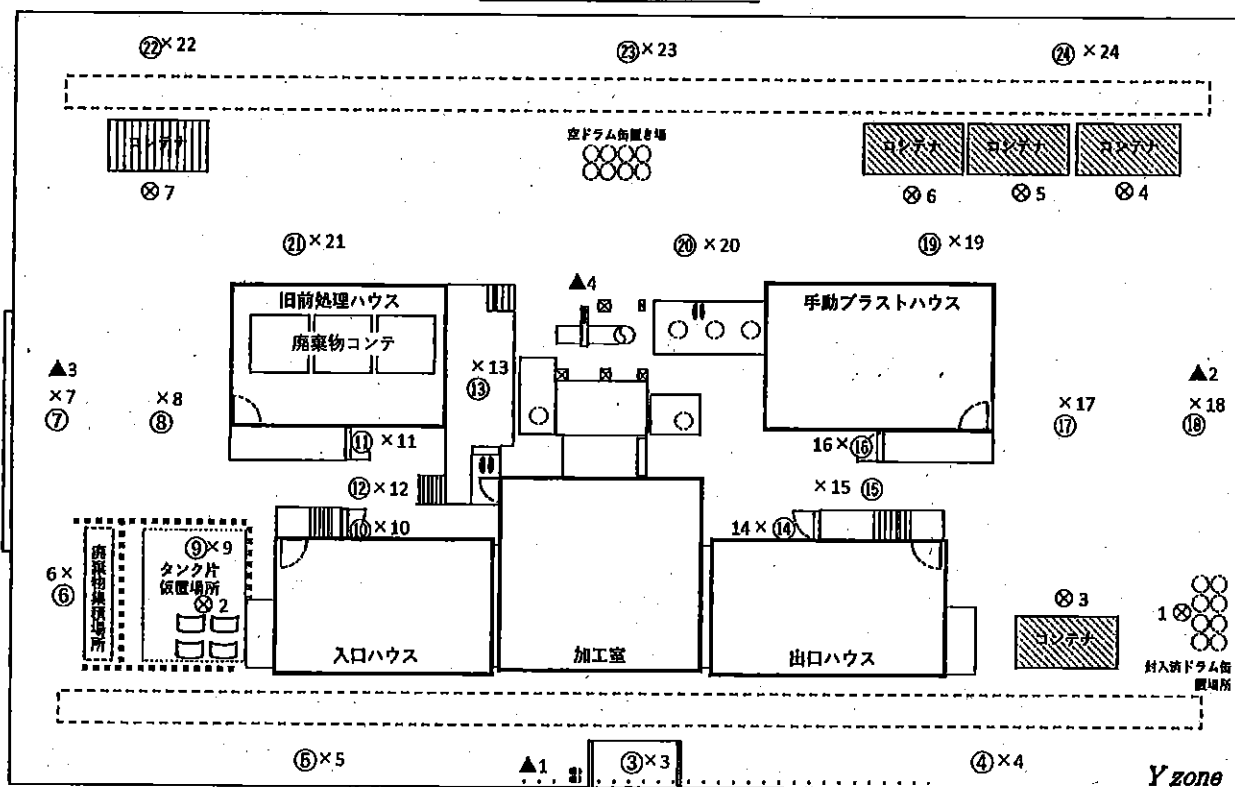 ㉒×22
㉓×23
㉔ ×24
空ドラム缶置き場
コンテナ
コンテナ
コンテナ
コンテナ
⊗7
⊗6
⊗5
⊗4
㉑×21
⑳ ×20
⑲ ×19
▲4
旧前処理ハウス
手動ブラストハウス
廃棄物コンテ
×13
⑬
▲3
×7
⑦
×8
⑧
▲2
×18
⑱
×17
⑰
⑪ ×11
16×⑯
⑫×12
×15 ⑮
⑩×10
14×⑭
⑨×9
タンク片
仮置場所
⊗2
6×
⑥
廃棄物集積場所
⊗3
1⊗
コンテナ
入口ハウス
加工室
出口ハウス
封入済ドラム缶
置場所
⑤×5
▲1
③×3
④×4
Y zone